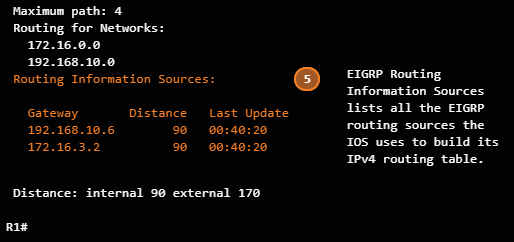 Maximum path: 4
Routing for Networks:
172.16.0.0
192.168.10.0
Routing Information Sources:
5
EIGRP Routing
Information Sources
lists all the EIGRP
routing sources the
IOS uses to build its
IPv4 routing table.
Gateway Distance Last Update
192.168.10.6 90 00:40:20
172.16.3.2 90 00:40:20
Distance: internal 90 external 170
R1#